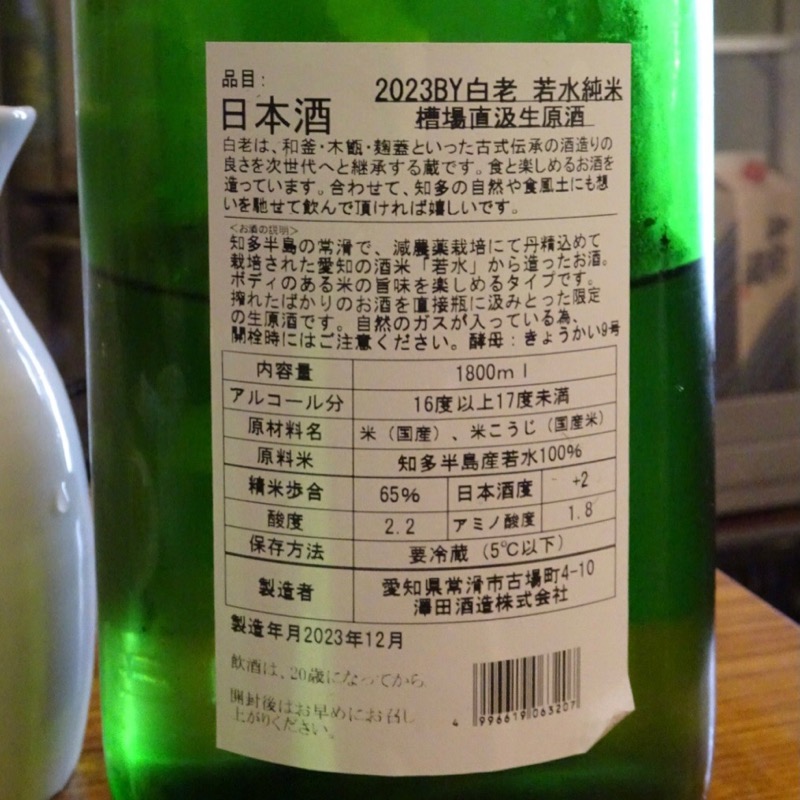 品目:
日本酒
2023BY白老 若水純米
槽場直汲生原酒
白老は、和釜・木甑・麹蓋といった古式伝承の酒造りの
良さを次世代へと継承する蔵です。食と楽しめるお酒を
造っています。合わせて、知多の自然や食風土にも想
いを馳せて飲んで頂ければ嬉しいです。
<お酒の説明>
知多半島の常滑で、減農薬栽培にて丹精込めて
栽培された愛知の酒米「若水」から造ったお酒。
ボディのある米の旨味を楽しめるタイプです。
搾れたばかりのお酒を直接瓶に汲みとった限定
の生原酒です。自然のガスが入っている為、
開栓時にはご注意ください。酵母:きょうかい9号
内容量 1800ml
アルコール分 16度以上17度未満
原材料名 米(国産)、米こうじ(国産米)
原料米 知多半島産若水100%
精米歩合 65% 日本酒度 +2
酸度 2.2 アミノ酸度 1.8
保存方法 要冷蔵(5℃以下)
製造者 愛知県常滑市古場町4-10
澤田酒造株式会社
製造年月2023年12月
飲酒は、20歳になってから。
開封後はお早めにお召し
上がりください。
4 996619 063207